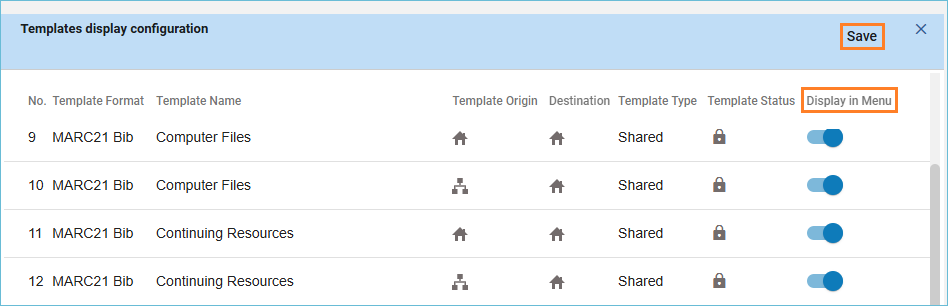 Templates display configuration Save
No. Template Format Template Name Template Origin Destination Template Type Template Status Display in Menu
9 MARC21 Bib Computer Files Shared
10 MARC21 Bib Computer Files Shared
11 MARC21 Bib Continuing Resources Shared
12 MARC21 Bib Continuing Resources Shared